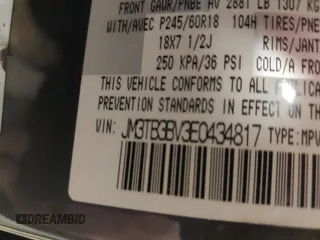 FRONT GAWR/PNBE AV 2881 LB 1307 KG
WITH/AVEC P245/60R18 104H TIRES/PNE
18X7 1/2J RIMS/JANT
250 KPA/36 PSI COLD/A FROI
THIS VEHICLE CONFORMS TO ALL APPLICA
PREVENTION STANDARDS IN EFFECT ON THE
VIN: JM3TB3BV3E0434817 TYPE: MPV
DREAMBID